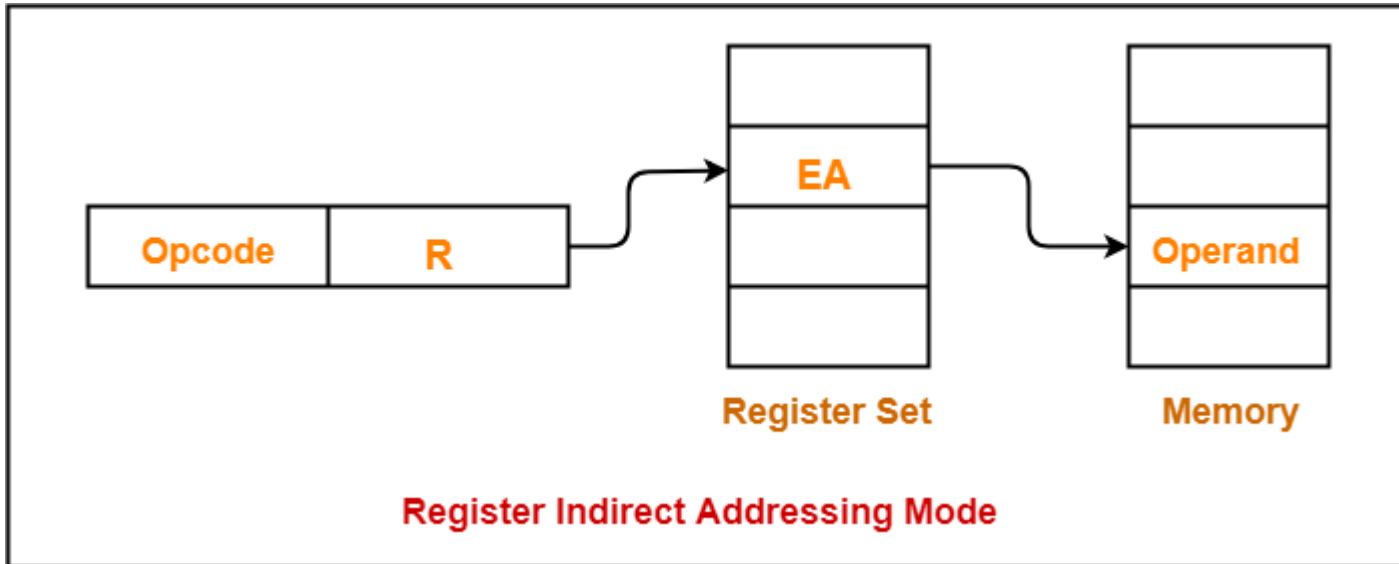 EA
Opcode
R
Operand
Register Set
Memory
Register Indirect Addressing Mode